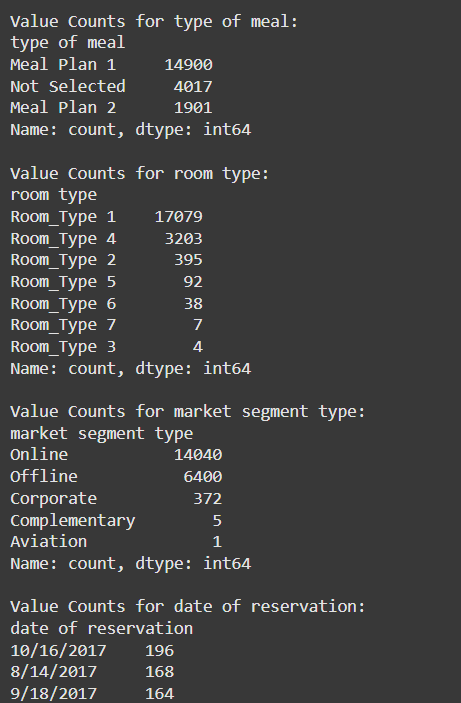 Value Counts for type of meal:
type of meal
Meal Plan 1     14900
Not Selected     4017
Meal Plan 2      1901
Name: count, dtype: int64
Value Counts for room type:
room type
Room_Type 1    17079
Room_Type 4     3203
Room_Type 2      395
Room_Type 5       92
Room_Type 6       38
Room_Type 7        7
Room_Type 3        4
Name: count, dtype: int64
Value Counts for market segment type:
market segment type
Online           14040
Offline           6400
Corporate          372
Complementary        5
Aviation             1
Name: count, dtype: int64
Value Counts for date of reservation:
date of reservation
10/16/2017    196
8/14/2017     168
9/18/2017     164